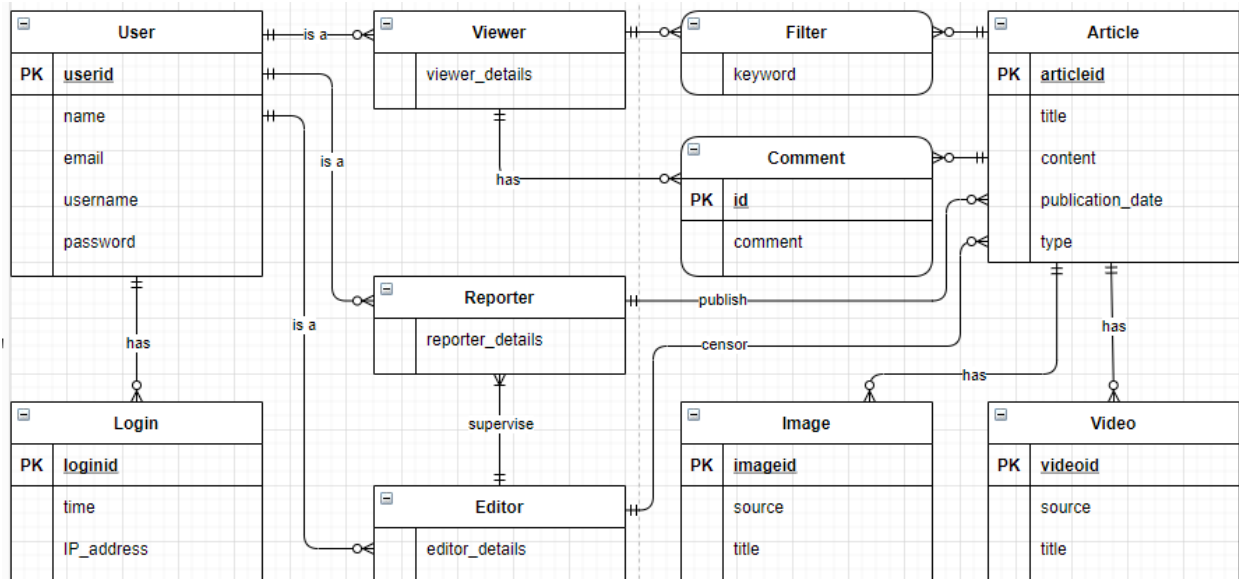 User
PK userid
name
email
username
password
is a
Viewer
viewer_details
Filter
keyword
Article
PK articleid
title
content
publication_date
type
has
Comment
PK id
comment
is a
Reporter
reporter_details
publish
is a
censor
has
has
has
supervise
Login
PK loginid
time
IP_address
Editor
editor_details
Image
PK imageid
source
title
Video
PK videoid
source
title